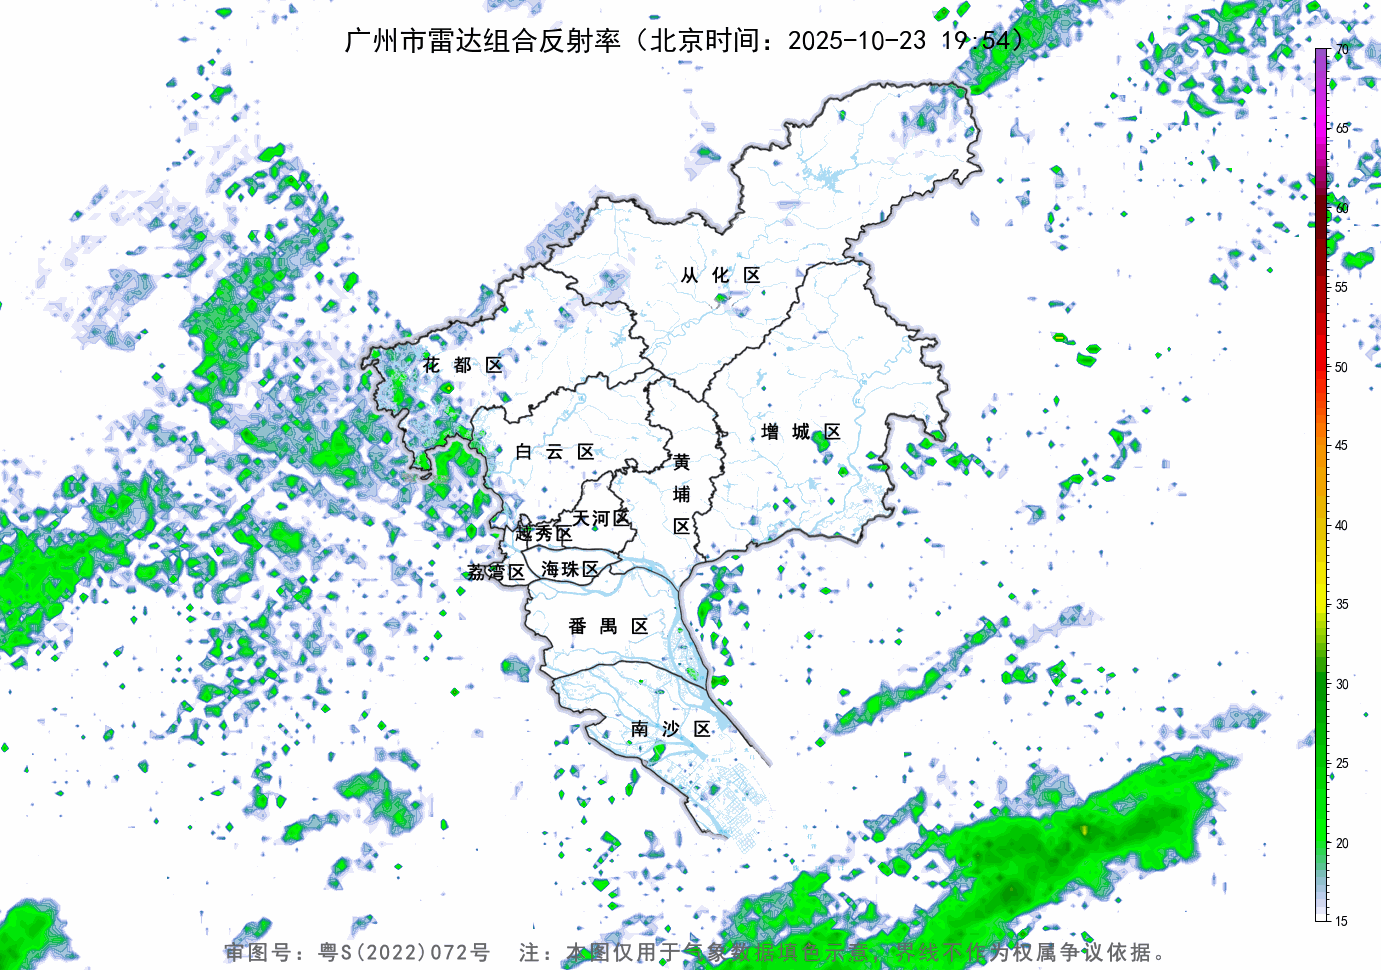 广州市雷达组合反射率（北京时间：2025-10-23 19:54）
70
65
60
55
50
45
40
35
30
25
20
15
从化区
花都区
增城区
白云区
黄埔区
天河区
越秀区
荔湾区
海珠区
番禺区
南沙区
审图号：粤S(2022)072号 注：本图仅用于气象数据填色示意，界线不作为权属争议依据。